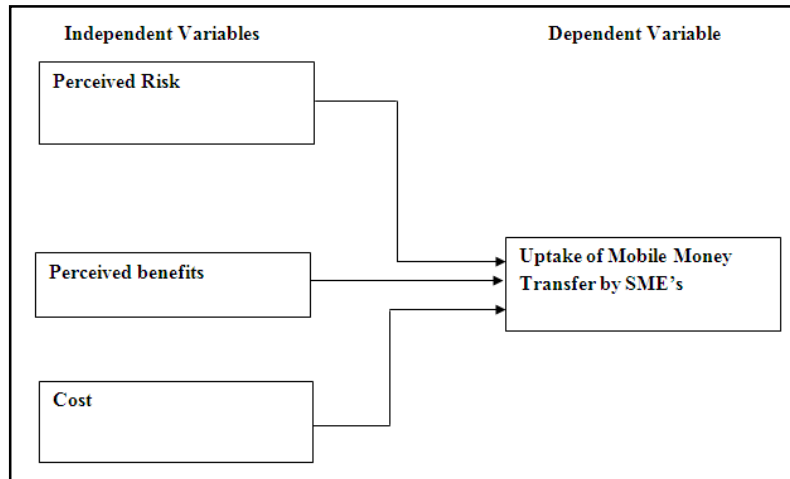 Independent Variables
Dependent Variable
Perceived Risk
Perceived benefits
Uptake of Mobile Money
Transfer by SME's
Cost